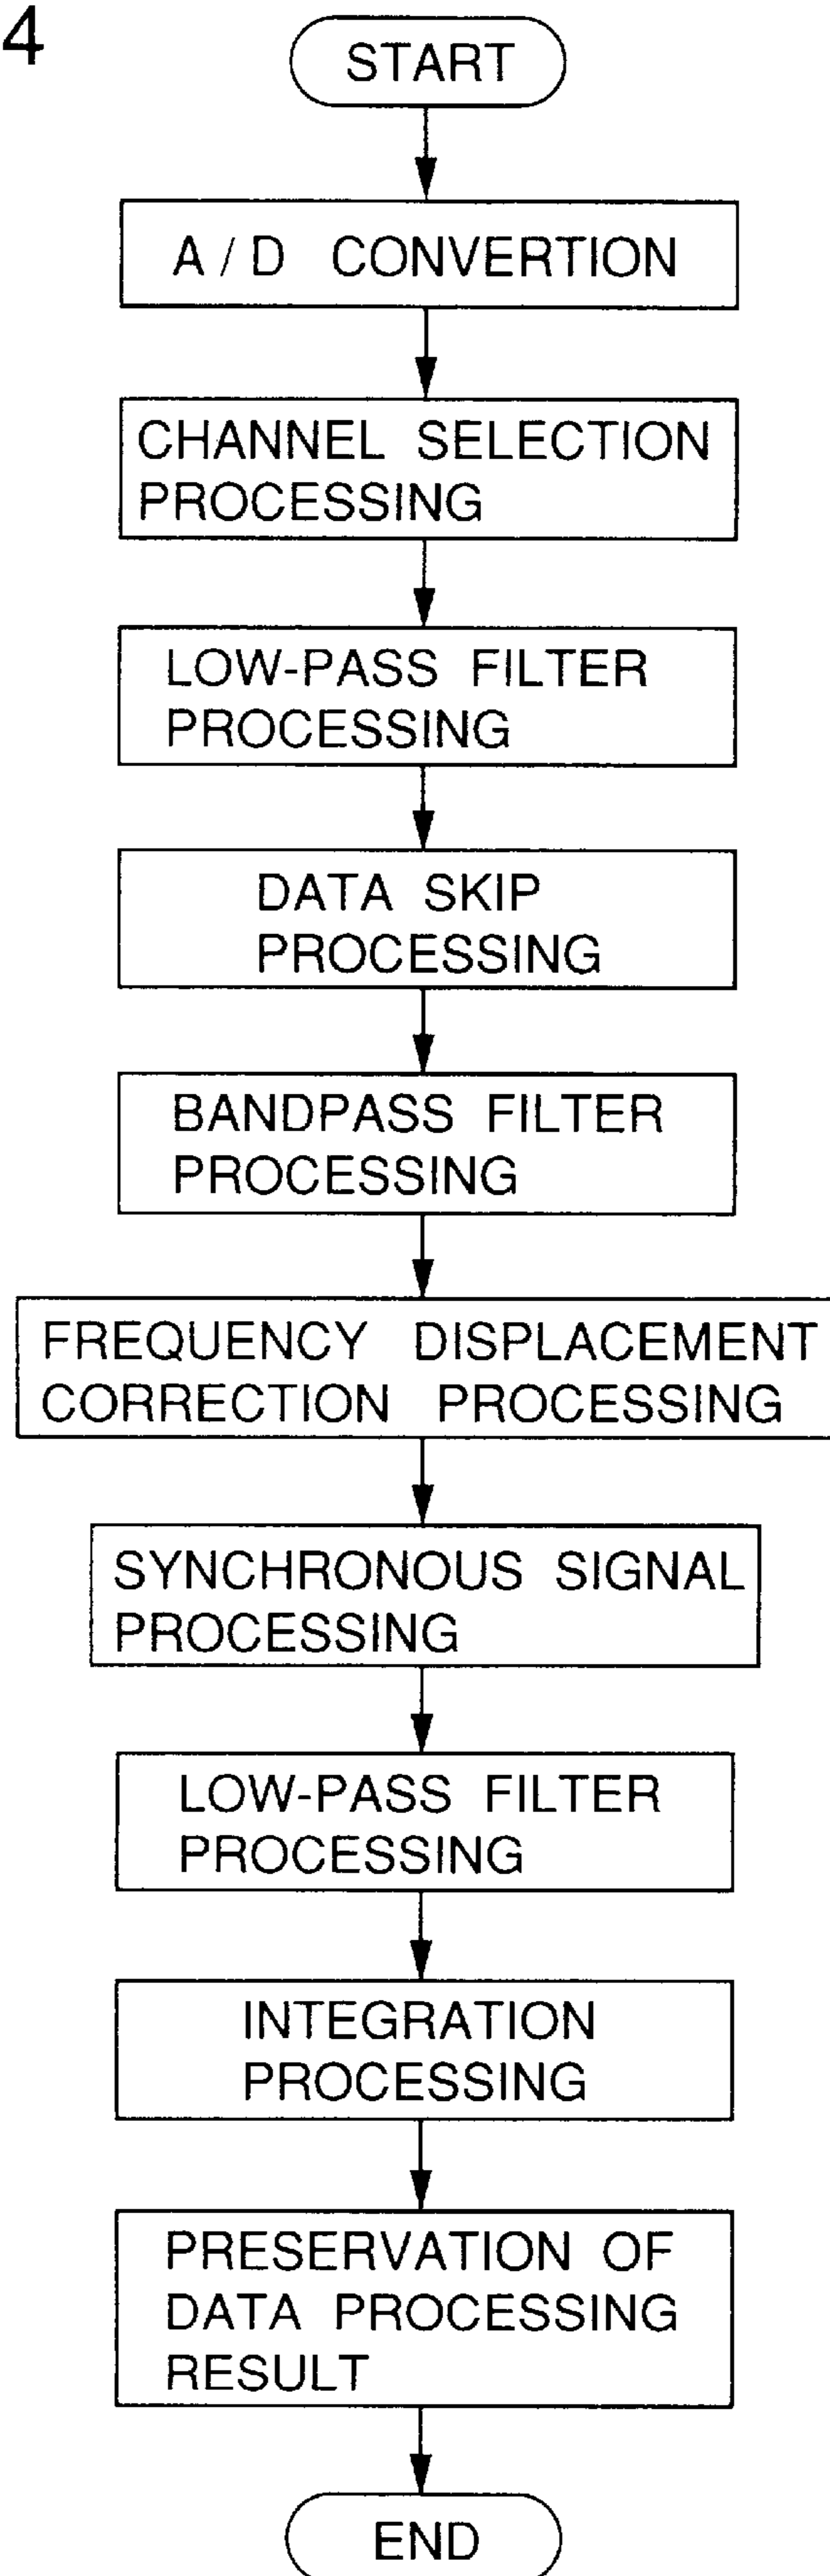 4
START
A/D CONVERTION
CHANNEL SELECTION
PROCESSING
LOW-PASS FILTER
PROCESSING
DATA SKIP
PROCESSING
BANDPASS FILTER
PROCESSING
FREQUENCY DISPLACEMENT
CORRECTION PROCESSING
SYNCHRONOUS SIGNAL
PROCESSING
LOW-PASS FILTER
PROCESSING
INTEGRATION
PROCESSING
PRESERVATION OF
DATA PROCESSING
RESULT
END